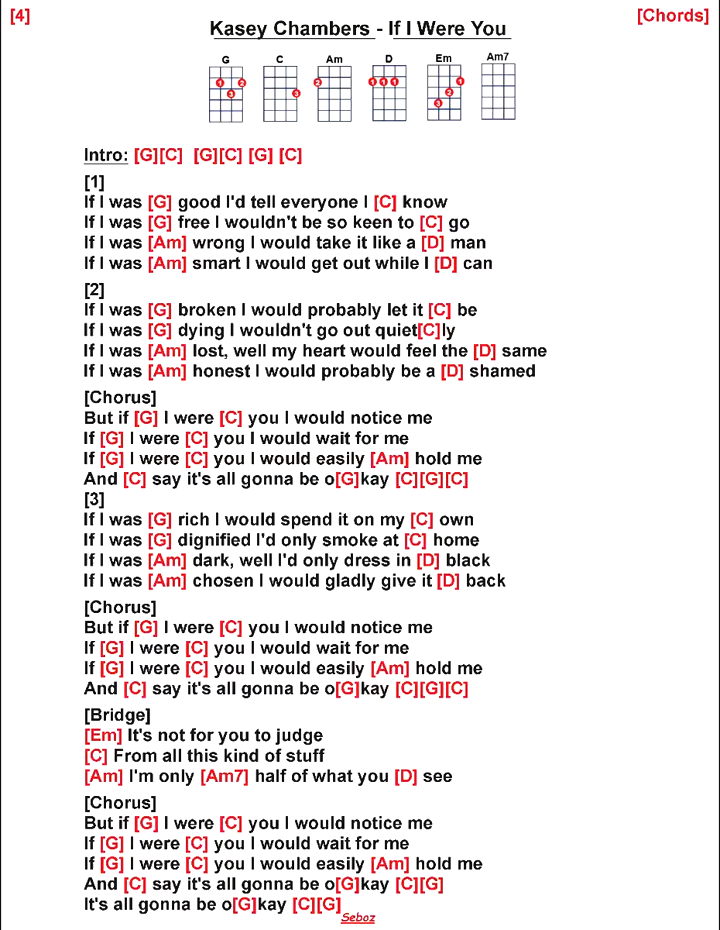 [4]
[Chords]
Kasey Chambers - If I Were You
G C Am D Em Am7
1 2 3 3 2 1 1 1 1 2 3
Intro: [G][C] [G][C] [G] [C]
[1]
If I was [G] good I'd tell everyone I [C] know
If I was [G] free I wouldn't be so keen to [C] go
If I was [Am] wrong I would take it like a [D] man
If I was [Am] smart I would get out while I [D] can
[2]
If I was [G] broken I would probably let it [C] be
If I was [G] dying I wouldn't go out quiet[C]ly
If I was [Am] lost, well my heart would feel the [D] same
If I was [Am] honest I would probably be a [D] shamed
[Chorus]
But if [G] I were [C] you I would notice me
If [G] I were [C] you I would wait for me
If [G] I were [C] you I would easily [Am] hold me
And [C] say it's all gonna be o[G]kay [C][G][C]
[3]
If I was [G] rich I would spend it on my [C] own
If I was [G] dignified I'd only smoke at [C] home
If I was [Am] dark, well I'd only dress in [D] black
If I was [Am] chosen I would gladly give it [D] back
[Chorus]
But if [G] I were [C] you I would notice me
If [G] I were [C] you I would wait for me
If [G] I were [C] you I would easily [Am] hold me
And [C] say it's all gonna be o[G]kay [C][G][C]
[Bridge]
[Em] It's not for you to judge
[C] From all this kind of stuff
[Am] I'm only [Am7] half of what you [D] see
[Chorus]
But if [G] I were [C] you I would notice me
If [G] I were [C] you I would wait for me
If [G] I were [C] you I would easily [Am] hold me
And [C] say it's all gonna be o[G]kay [C][G]
It's all gonna be o[G]kay [C][G]
Seboz